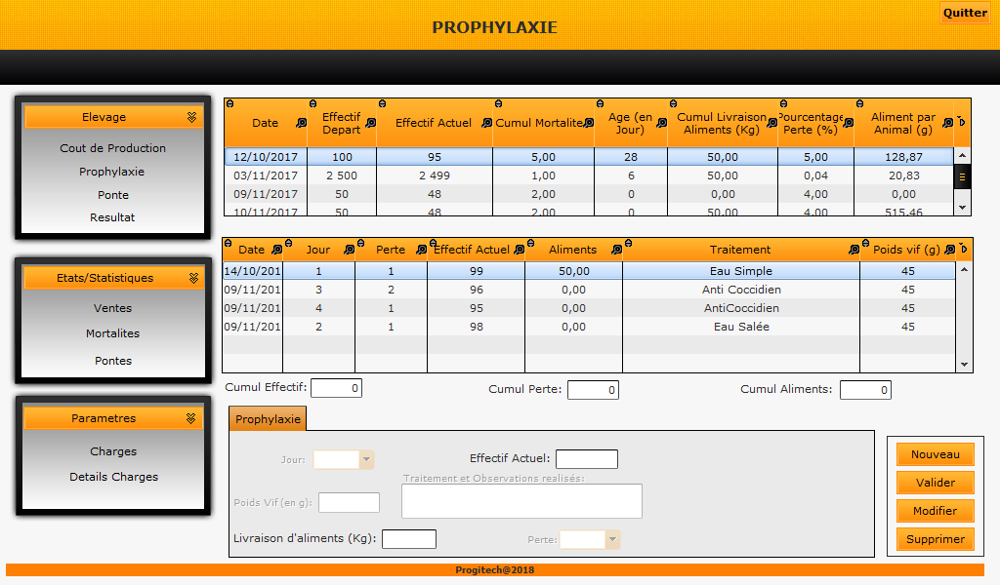 PROPHYLAXIE
Quitter
Elevage
Cout de Production
Prophylaxie
Ponte
Resultat
Etats/Statistiques
Ventes
Mortalites
Pontes
Parametres
Charges
Details Charges
Date Effectif Depart Effectif Actuel Cumul Mortalite Age (en Jour) Cumul Livraison Aliments (Kg) Pourcentage Perte (%) Aliment par Animal (g)
12/10/2017 100 95 5,00 28 50,00 5,00 128,87
03/11/2017 2 500 2 499 1,00 6 50,00 0,04 20,83
09/11/2017 50 48 2,00 0 0,00 4,00 0,00
10/11/2017 50 48 2,00 0 50,00 4,00 515,46
Date Jour Perte Effectif Actuel Aliments Traitement Poids vif (g)
14/10/201 1 1 99 50,00 Eau Simple 45
09/11/201 3 2 96 0,00 Anti Coccidien 45
09/11/201 4 1 95 0,00 AntiCoccidien 45
09/11/201 2 1 98 0,00 Eau Salée 45
Cumul Effectif: 0 Cumul Perte: 0 Cumul Aliments: 0
Prophylaxie
Jour: Effectif Actuel:
Traitement et Observations realisés:
Poids Vif(en g):
Livraison d'aliments (Kg): Perte:
Nouveau
Valider
Modifier
Supprimer
Progitech@2018